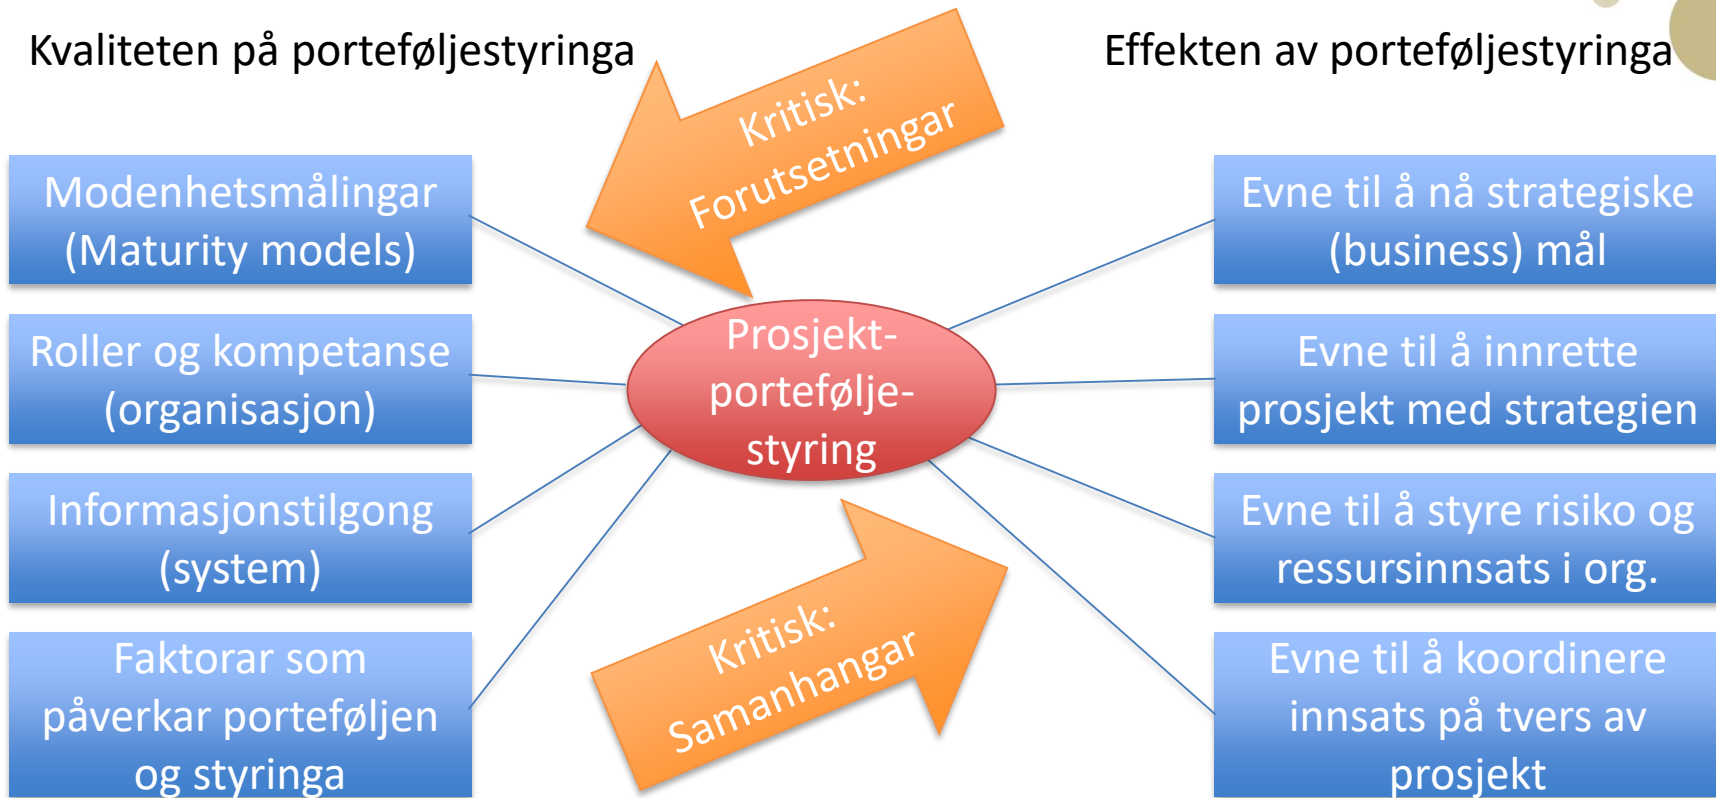 Kvaliteten på porteføljestyringa
Effekten av porteføljestyringa
Kritisk:
Forutsetningar
Modenhetsmålingar
(Maturity models)
Roller og kompetanse
(organisasjon)
Informasjonstilgong
(system)
Faktorar som
påverkar porteføljen
og styringa
Prosjekt-
portefølje-
styring
Kritisk:
Samanhangar
Evne til å nå strategiske
(business) mål
Evne til å innrette
prosjekt med strategien
Evne til å styre risiko og
ressursinnsats i org.
Evne til å koordinere
innsats på tvers av
prosjekt